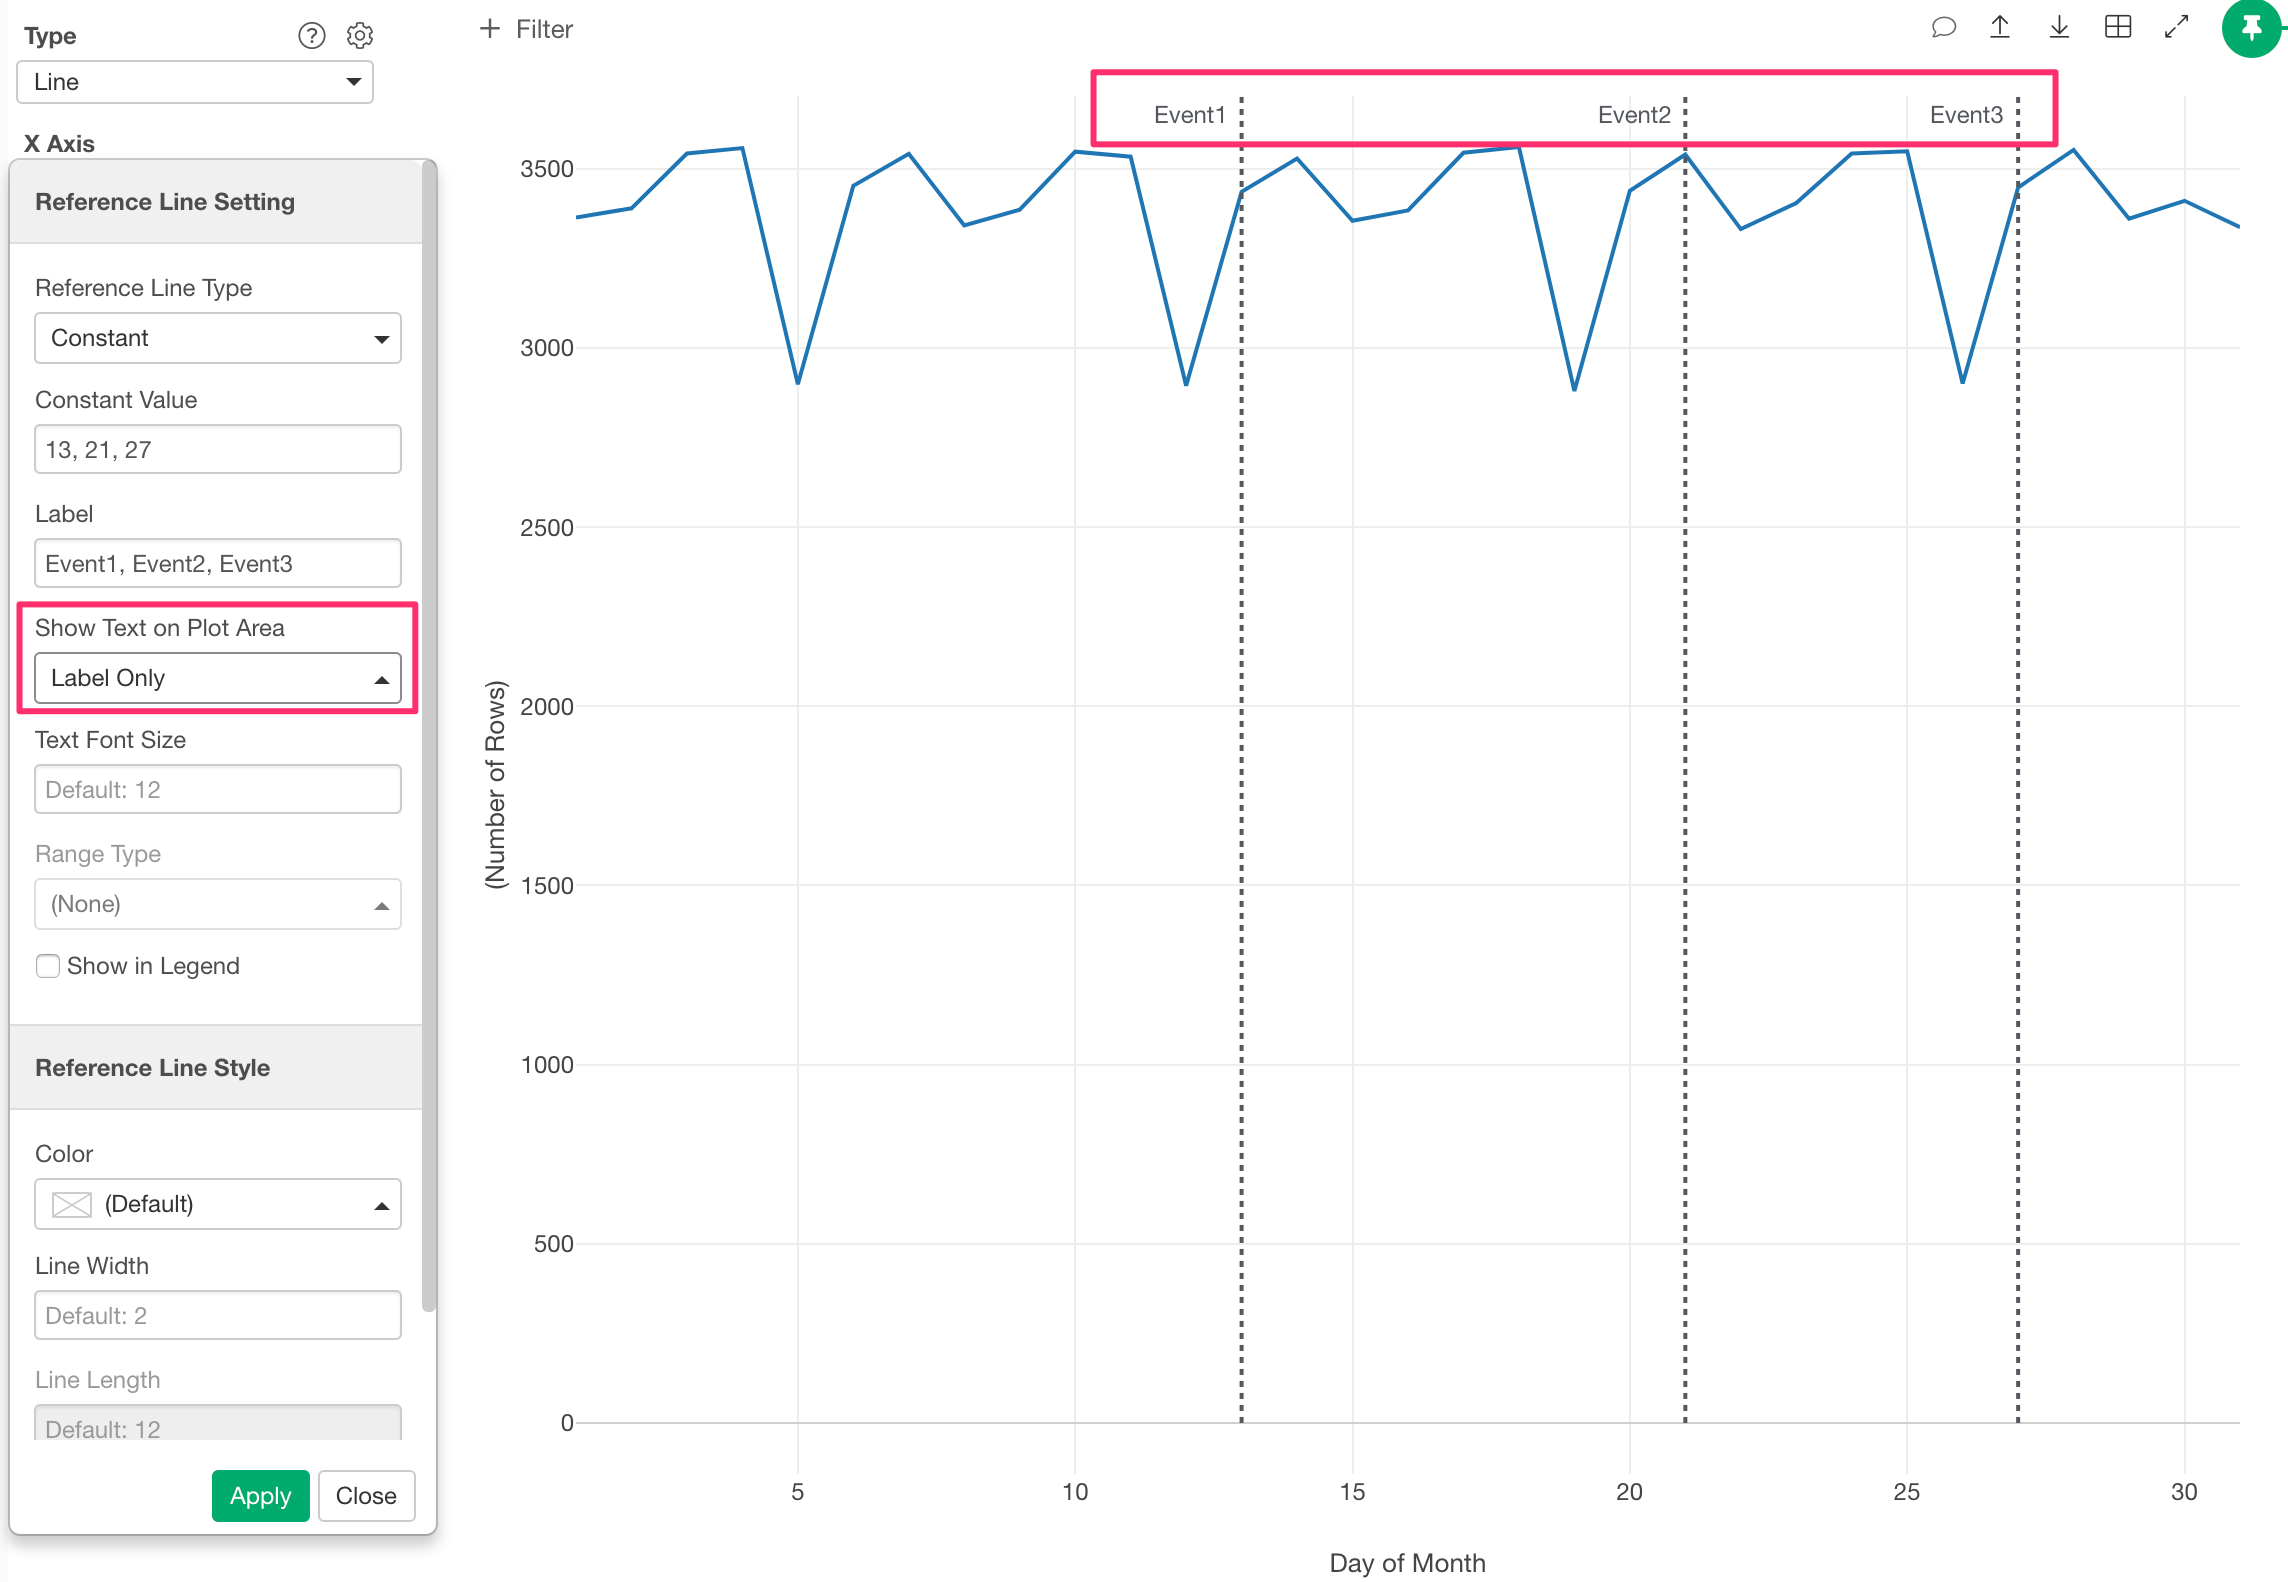 Type
Line
X Axis
Reference Line Setting
Reference Line Type
Constant
Constant Value
13, 21, 27
Label
Event1, Event2, Event3
Show Text on Plot Area
Label Only
Text Font Size
Default: 12
Range Type
(None)
Show in Legend
Reference Line Style
Color
(Default)
Line Width
Default: 2
Line Length
Default: 12
Apply Close
+ Filter
Event1 Event2 Event3
3500
3000
2500
2000
1500
1000
500
0
(Number of Rows)
5 10 15 20 25 30
Day of Month